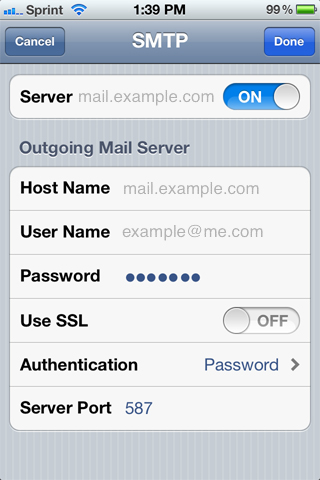 Sprint 1:39 PM 99%
Cancel SMTP Done
Server mail.example.com ON
Outgoing Mail Server
Host Name mail.example.com
User Name example@me.com
Password ●●●●●●●
Use SSL OFF
Authentication Password
Server Port 587